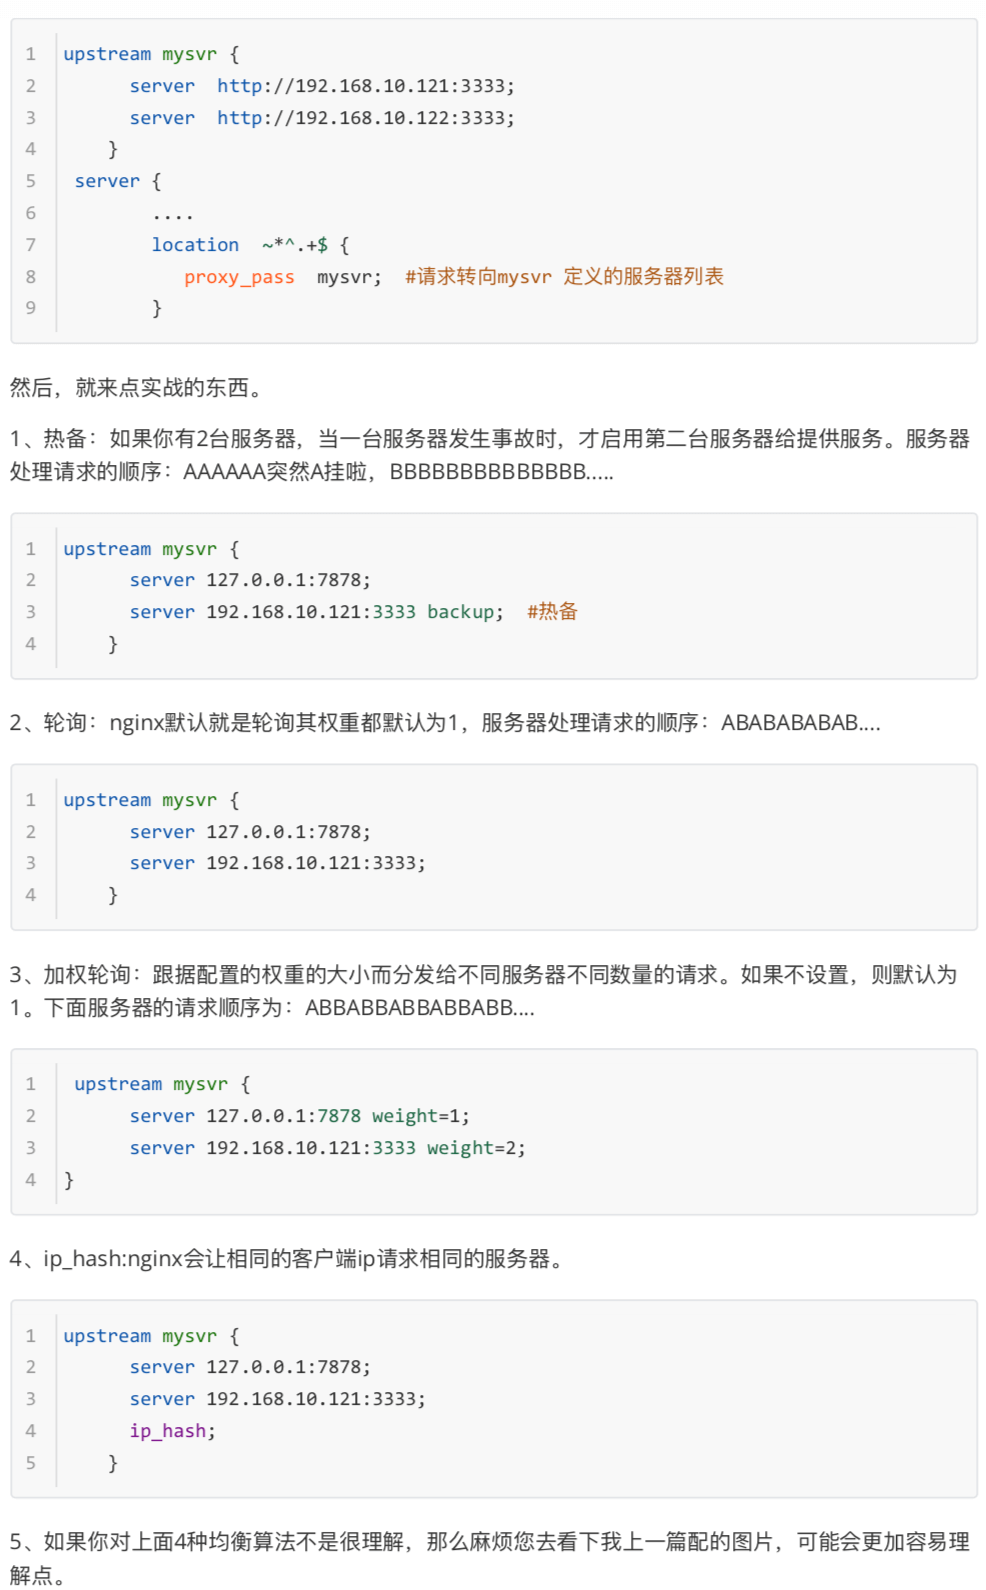 1 upstream mysvr {
2 server  http://192.168.10.121:3333;
3 server  http://192.168.10.122:3333;
4 }
5 server {
6 ....
7 location  ~*^.+$ {
8 proxy_pass  mysvr;  #请求转向mysvr 定义的服务器列表
9 }
然后，就来点实战的东西。
1、热备：如果你有2台服务器，当一台服务器发生事故时，才启用第二台服务器给提供服务。服务器
处理请求的顺序：AAAAAA突然A挂啦，BBBBBBBBBBBBBB.....
1 upstream mysvr {
2 server 127.0.0.1:7878;
3 server 192.168.10.121:3333 backup;  #热备
4 }
2、轮询：nginx默认就是轮询其权重都默认为1，服务器处理请求的顺序：ABABABABAB....
1 upstream mysvr {
2 server 127.0.0.1:7878;
3 server 192.168.10.121:3333;
4 }
3、加权轮询：跟据配置的权重的大小而分发给不同服务器不同数量的请求。如果不设置，则默认为
1。下面服务器的请求顺序为：ABBABBABBABBABB....
1 upstream mysvr {
2 server 127.0.0.1:7878 weight=1;
3 server 192.168.10.121:3333 weight=2;
4 }
4、ip_hash:nginx会让相同的客户端ip请求相同的服务器。
1 upstream mysvr {
2 server 127.0.0.1:7878;
3 server 192.168.10.121:3333;
4 ip_hash;
5 }
5、如果你对上面4种均衡算法不是很理解，那么麻烦您去看下我上一篇配的图片，可能会更加容易理
解点。